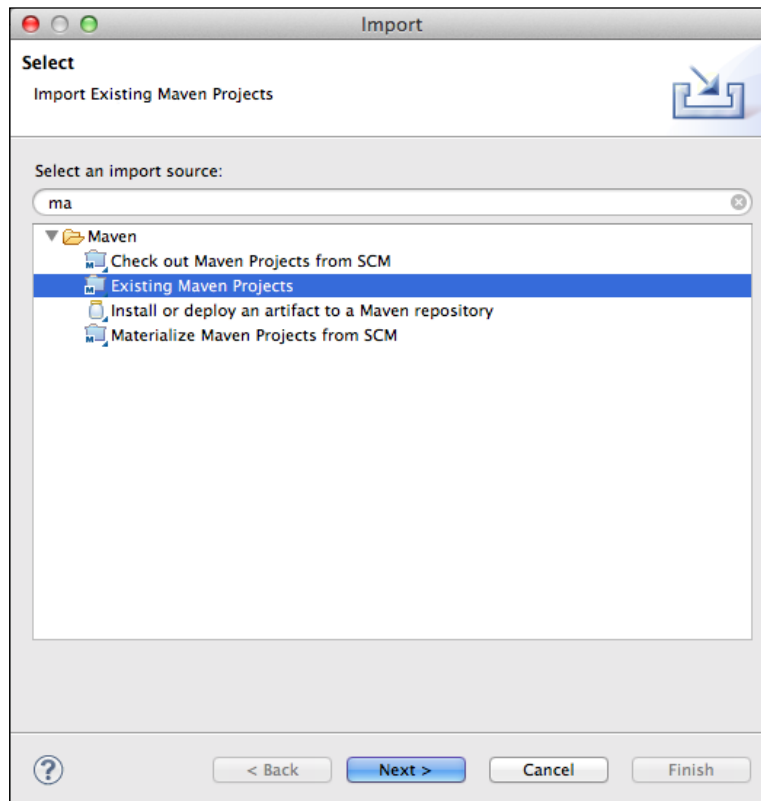 Import
Select
Import Existing Maven Projects
Select an import source:
ma
Maven
Check out Maven Projects from SCM
Existing Maven Projects
Install or deploy an artifact to a Maven repository
Materialize Maven Projects from SCM
? < Back Next > Cancel Finish